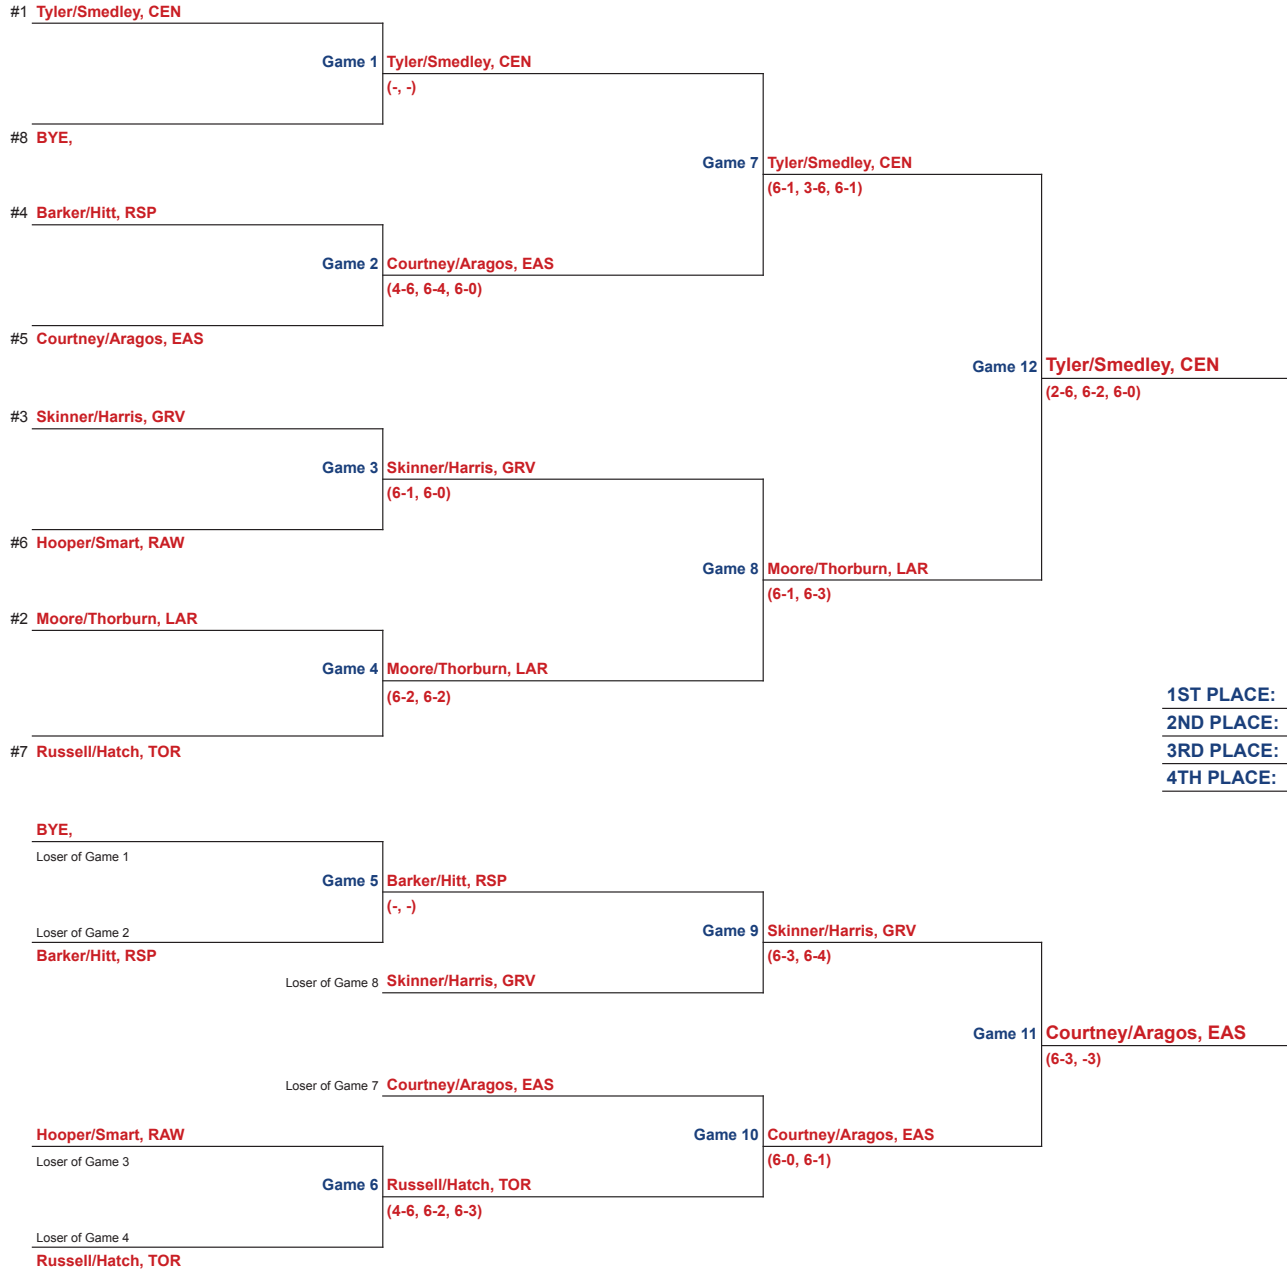 #1 Tyler/Smedley, CEN
Game 1 Tyler/Smedley, CEN
(-, -)
#8 BYE,
Game 7 Tyler/Smedley, CEN
(6-1, 3-6, 6-1)
#4 Barker/Hitt, RSP
Game 2 Courtney/Aragos, EAS
(4-6, 6-4, 6-0)
#5 Courtney/Aragos, EAS
Game 12 Tyler/Smedley, CEN
(2-6, 6-2, 6-0)
#3 Skinner/Harris, GRV
Game 3 Skinner/Harris, GRV
(6-1, 6-0)
#6 Hooper/Smart, RAW
Game 8 Moore/Thorburn, LAR
(6-1, 6-3)
#2 Moore/Thorburn, LAR
Game 4 Moore/Thorburn, LAR
(6-2, 6-2)
#7 Russell/Hatch, TOR
1ST PLACE:
2ND PLACE:
3RD PLACE:
4TH PLACE:
BYE,
Loser of Game 1
Game 5 Barker/Hitt, RSP
(-, -)
Loser of Game 2
Barker/Hitt, RSP
Game 9 Skinner/Harris, GRV
(6-3, 6-4)
Loser of Game 8 Skinner/Harris, GRV
Game 11 Courtney/Aragos, EAS
(6-3, -3)
Loser of Game 7 Courtney/Aragos, EAS
Hooper/Smart, RAW
Loser of Game 3
Game 10 Courtney/Aragos, EAS
(6-0, 6-1)
Game 6 Russell/Hatch, TOR
(4-6, 6-2, 6-3)
Loser of Game 4
Russell/Hatch, TOR